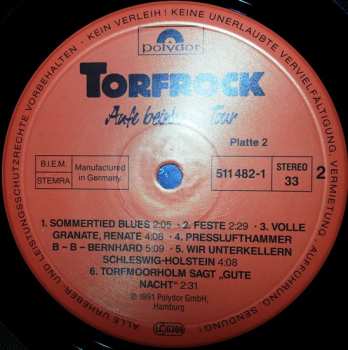 · KEIN VERLEIH! · KEINE UNERLAUBTE VERVIELFÄLTIGUNG, VERMIETUNG, AUFFÜHRUNG, SENDUNG! · ALLE URHEBER- UND LEISTUNGSSCHUTZRECHTE VORBEHALTEN
polydor
TORFROCK
Aufe Tour
Platte 2
B.I.E.M.
STEMRA
Manufactured
in Germany.
511 482-1
STEREO
33
2
1. SOMMERTIED BLUES 2:05 · 2. FESTE 2:29 · 3. VOLLE
GRANATE, RENATE 4:08 · 4. PRESSLUFTHAMMER
B – B – BERNHARD 5:09 · 5. WIR UNTERKELLERN
SCHLESWIG-HOLSTEIN 4:08
6. TORFMOORHOLM SAGT „GUTE
NACHT" 2:31
℗ 1991 Polydor GmbH,
Hamburg
LC 0309